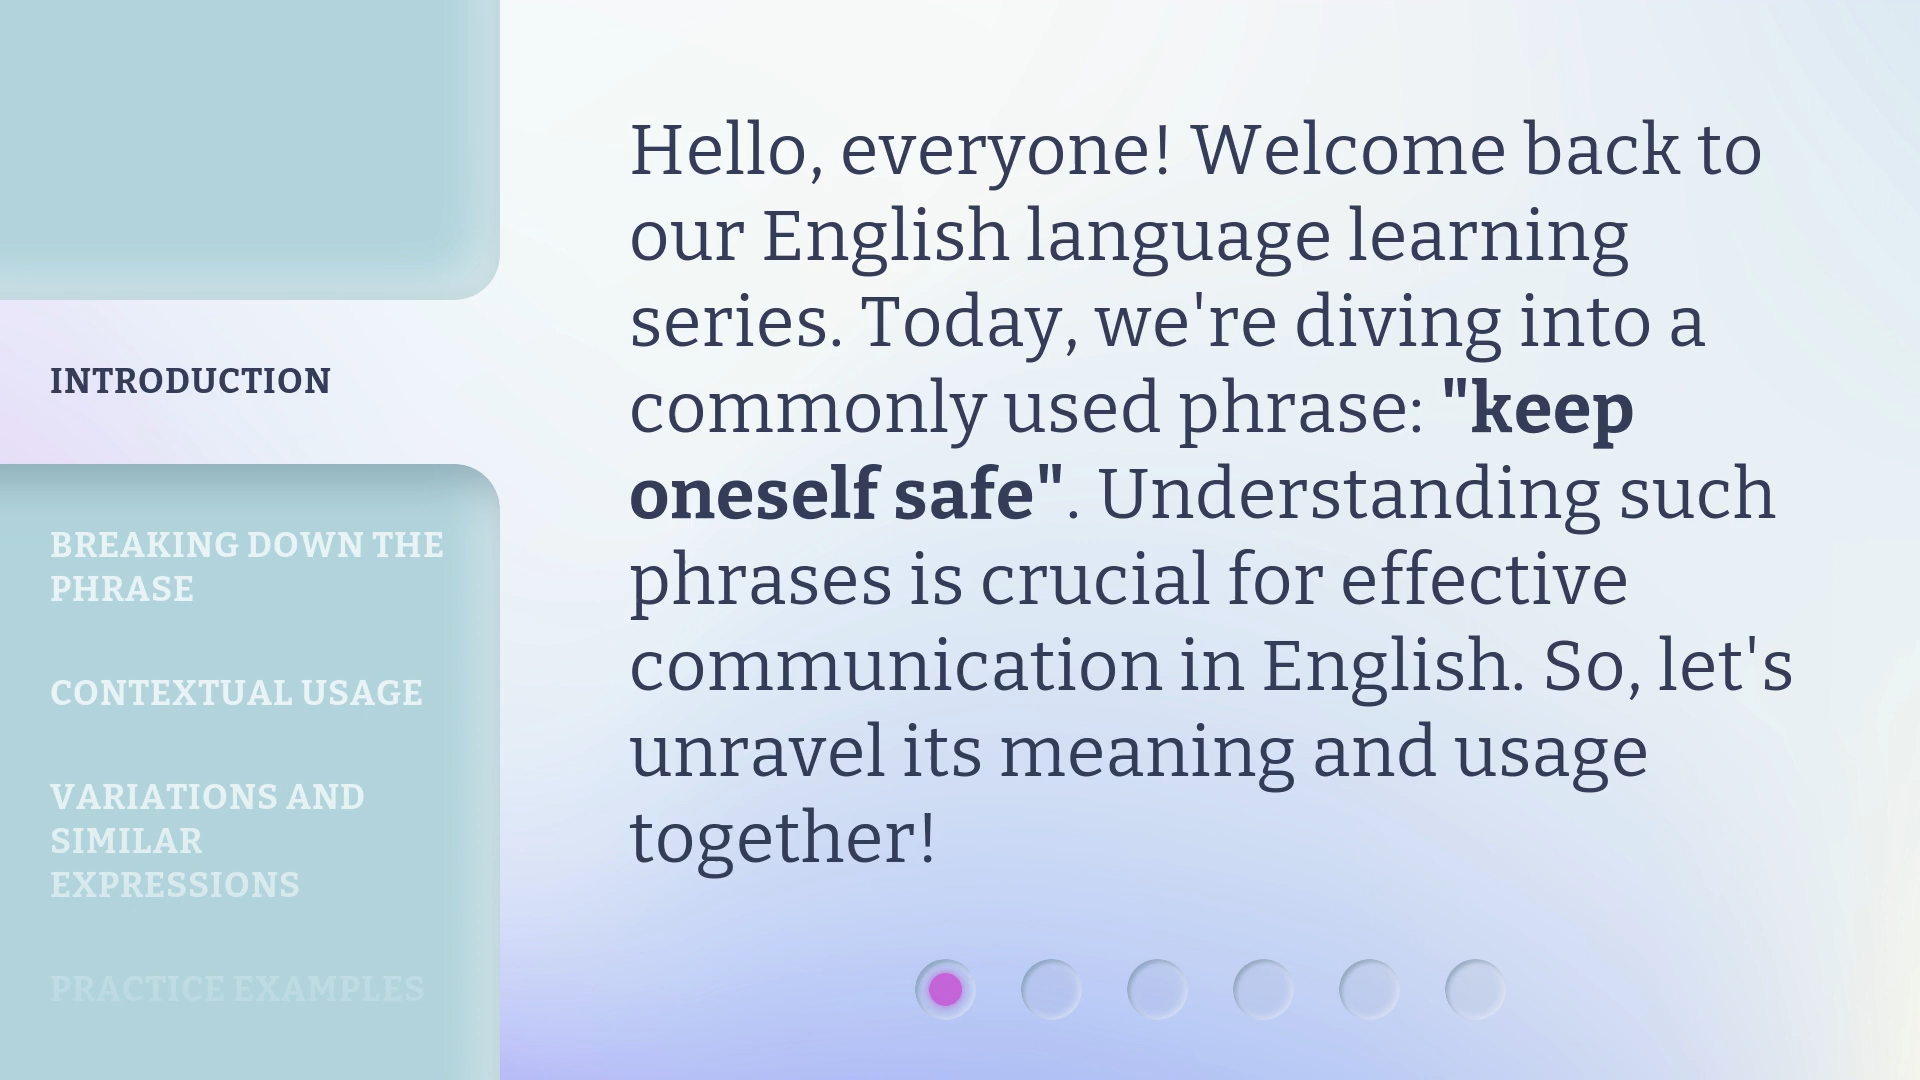 INTRODUCTION
BREAKING DOWN THE
PHRASE
CONTEXTUAL USAGE
VARIATIONS AND
SIMILAR
EXPRESSIONS
PRACTICE EXAMPLES
Hello, everyone! Welcome back to
our English language learning
series. Today, we're diving into a
commonly used phrase: "keep
oneself safe". Understanding such
phrases is crucial for effective
communication in English. So, let's
unravel its meaning and usage
together!